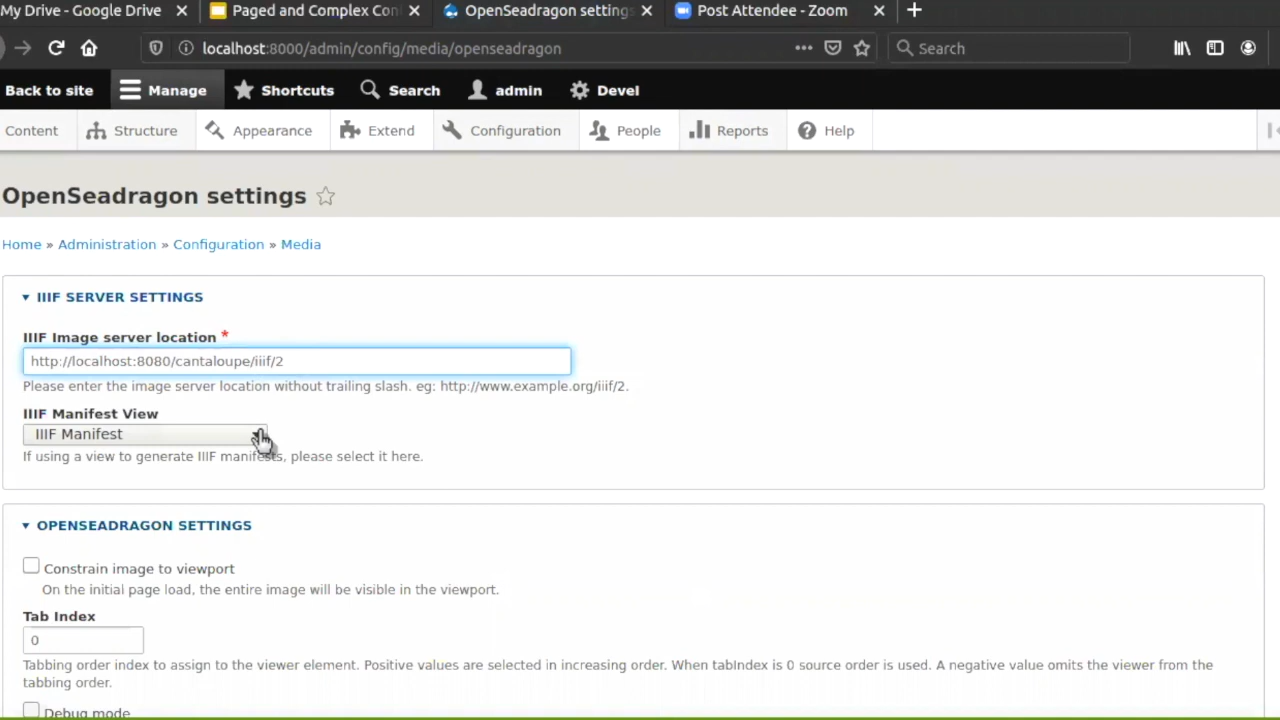 My Drive - Google Drive Paged and Complex Con OpenSeadragon settings Post Attendee - Zoom
localhost:8000/admin/config/media/openseadragon Search
Back to site Manage Shortcuts Search admin Devel
Content Structure Appearance Extend Configuration People Reports Help
OpenSeadragon settings
Home » Administration » Configuration » Media
IIIF SERVER SETTINGS
IIIF Image server location *
http://localhost:8080/cantaloupe/iiif/2
Please enter the image server location without trailing slash. eg: http://www.example.org/iiif/2.
IIIF Manifest View
IIIF Manifest
If using a view to generate IIIF manifests, please select it here.
OPENSEADRAGON SETTINGS
Constrain image to viewport
On the initial page load, the entire image will be visible in the viewport.
Tab Index
0
Tabbing order index to assign to the viewer element. Positive values are selected in increasing order. When tabIndex is 0 source order is used. A negative value omits the viewer from the
tabbing order.
Debug mode